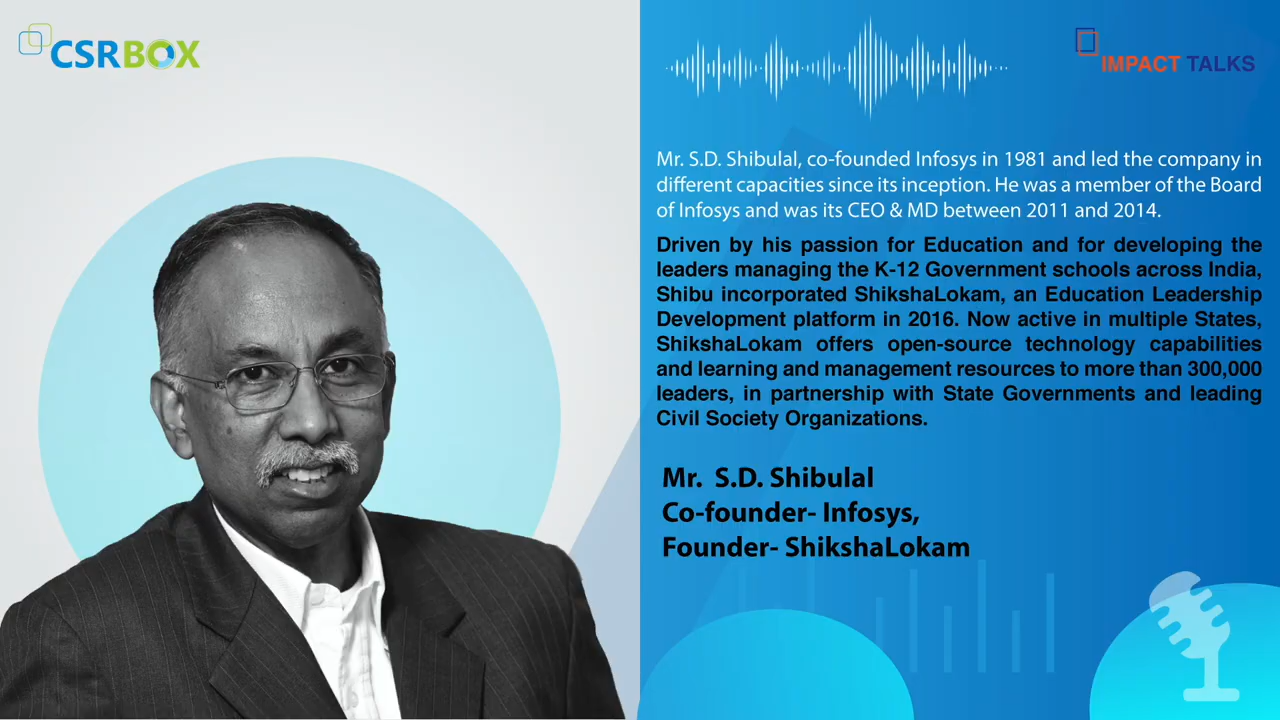 CSRBOX
IMPACT TALKS
Mr. S.D. Shibulal, co-founded Infosys in 1981 and led the company in
different capacities since its inception. He was a member of the Board
of Infosys and was its CEO & MD between 2011 and 2014.
Driven by his passion for Education and for developing the
leaders managing the K-12 Government schools across India,
Shibu incorporated ShikshaLokam, an Education Leadership
Development platform in 2016. Now active in multiple States,
ShikshaLokam offers open-source technology capabilities
and learning and management resources to more than 300,000
leaders, in partnership with State Governments and leading
Civil Society Organizations.
Mr. S.D. Shibulal
Co-founder- Infosys,
Founder- ShikshaLokam